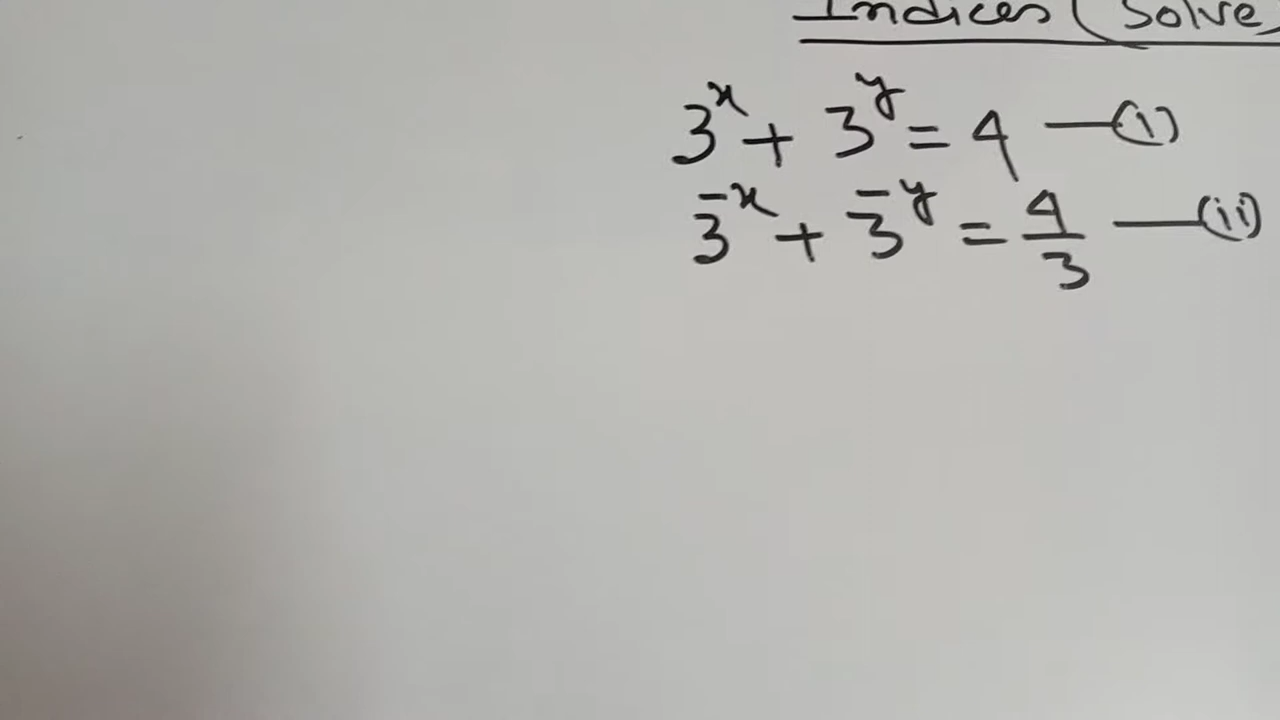 Indices (Solve)
3^x + 3^y = 4 —(i)
3^-x + 3^-y = 4/3 —(ii)